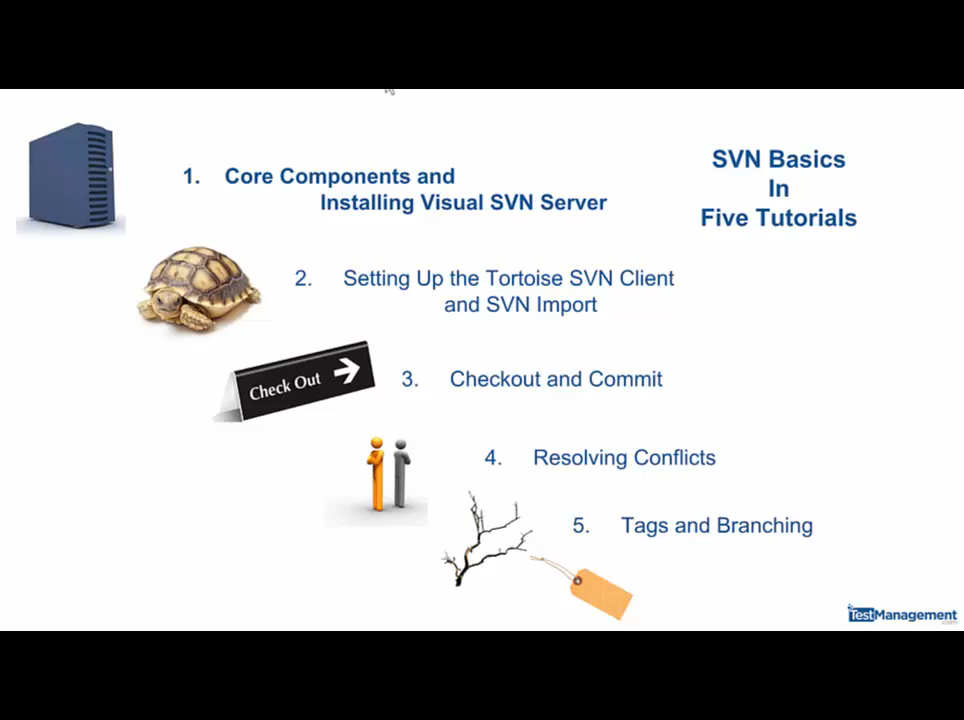 SVN Basics
In
Five Tutorials
1. Core Components and
Installing Visual SVN Server
2. Setting Up the Tortoise SVN Client
and SVN Import
Check Out
3. Checkout and Commit
4. Resolving Conflicts
5. Tags and Branching
TestManagement
.com